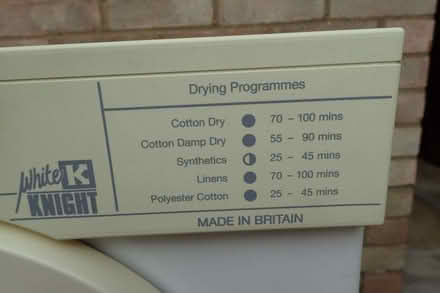 Drying Programmes
Cotton Dry 70 - 100 mins
Cotton Damp Dry 55 - 90 mins
Synthetics 25 - 45 mins
Linens 70 - 100 mins
Polyester Cotton 25 - 45 mins
White K
KNIGHT
MADE IN BRITAIN